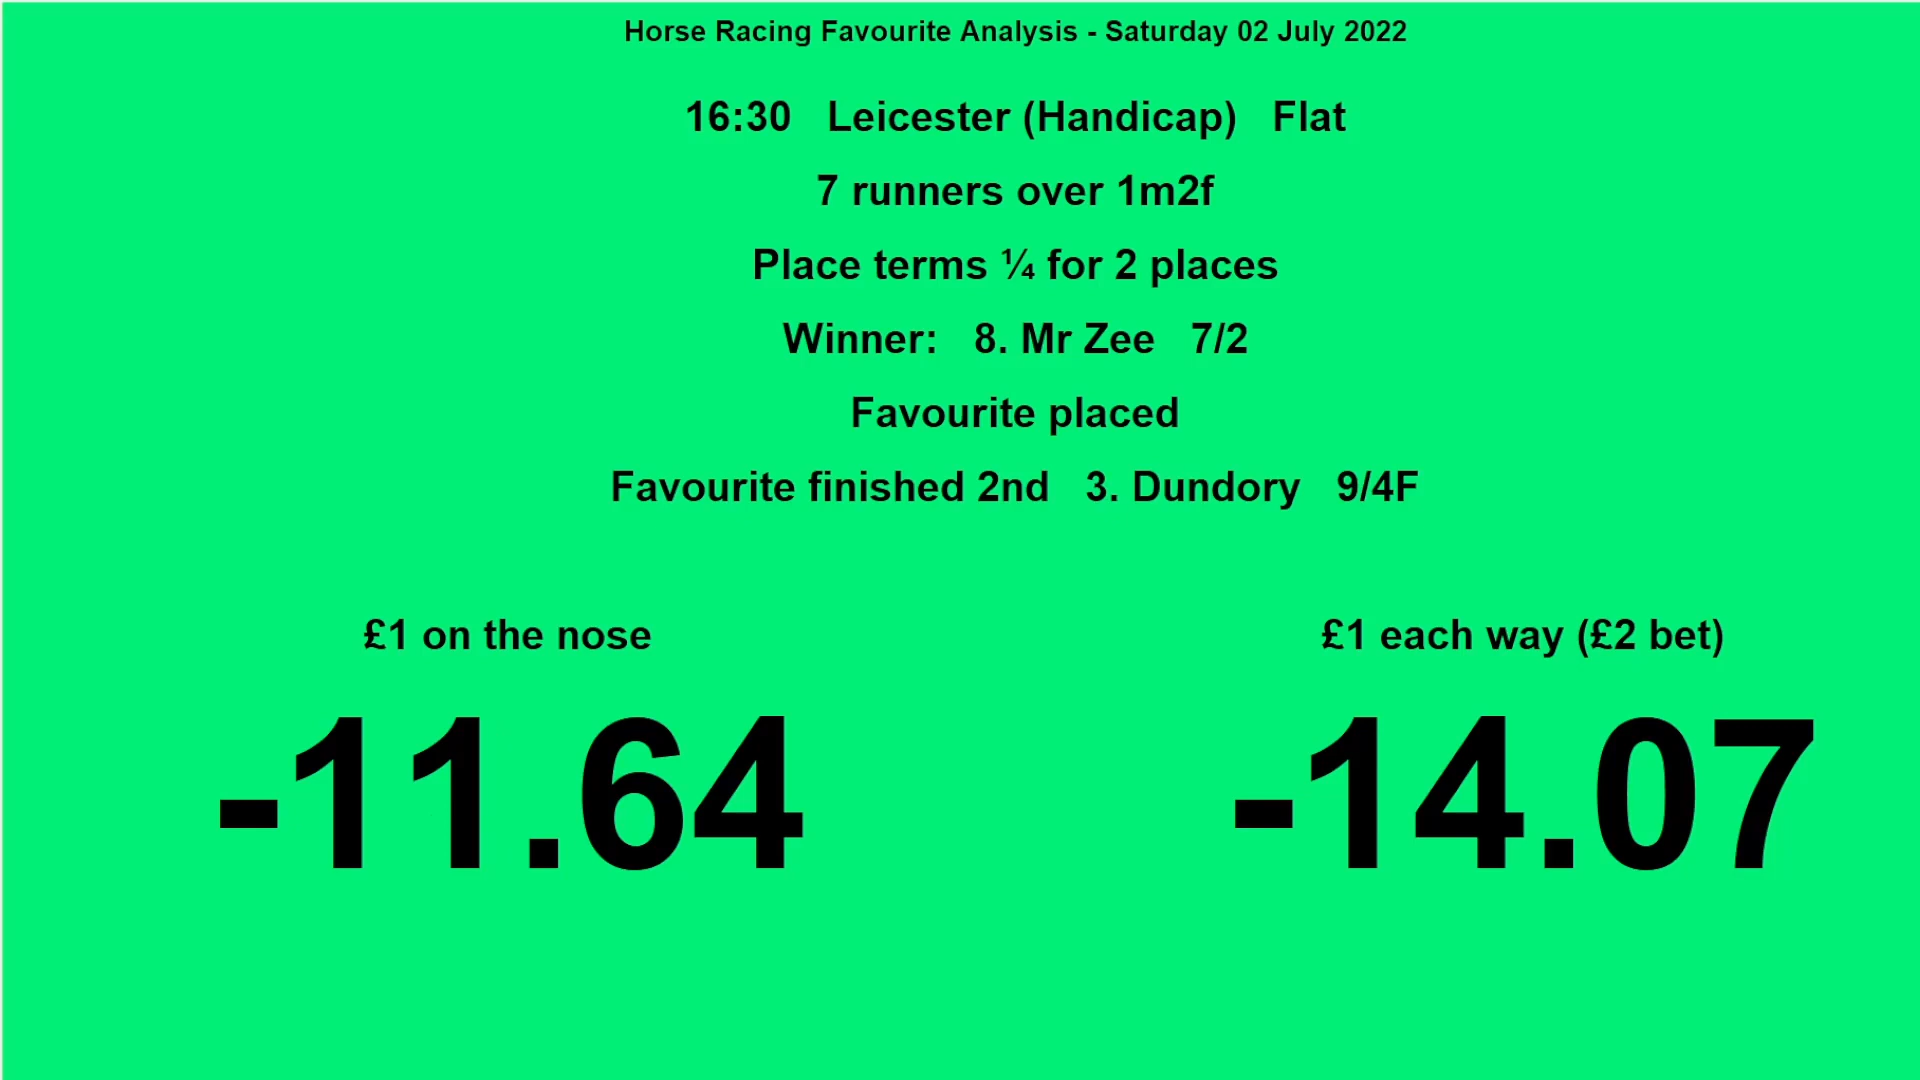 Horse Racing Favourite Analysis - Saturday 02 July 2022
16:30 Leicester (Handicap) Flat
7 runners over 1m2f
Place terms ¼ for 2 places
Winner: 8. Mr Zee 7/2
Favourite placed
Favourite finished 2nd 3. Dundory 9/4F
£1 on the nose £1 each way (£2 bet)
-11.64 -14.07